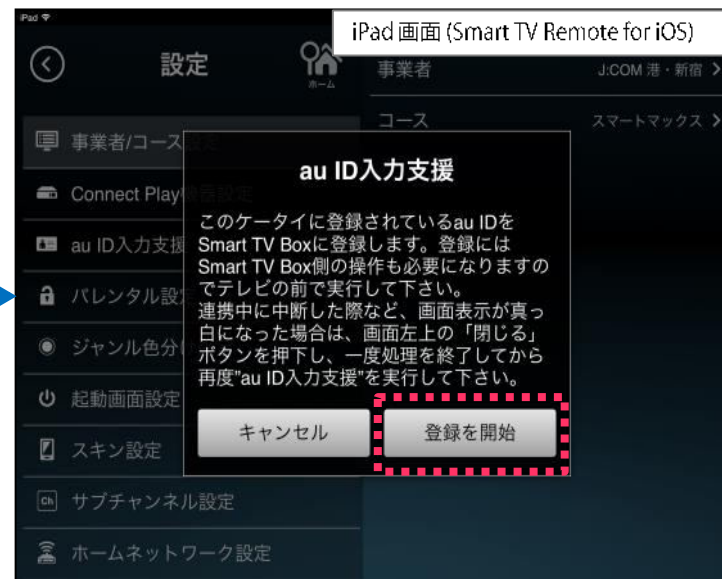 iPad
iPad 画面 (Smart TV Remote for iOS)
設定
ホーム
事業者
J:COM 港・新宿
コース
スマートマックス
事業者/コース設定
Connect Play機器設定
au ID入力支援
パレンタル設
ジャンル色分
起動画面設定
スキン設定
Ch サブチャンネル設定
ホームネットワーク設定
au ID入力支援
このケータイに登録されているau IDを
Smart TV Boxに登録します。登録には
Smart TV Box側の操作も必要になりますの
でテレビの前で実行して下さい。
連携中に中断した際など、画面表示が真っ
白になった場合は、画面左上の「閉じる」
ボタンを押下し、一度処理を終了してから
再度"au ID入力支援"を実行して下さい。
キャンセル
登録を開始